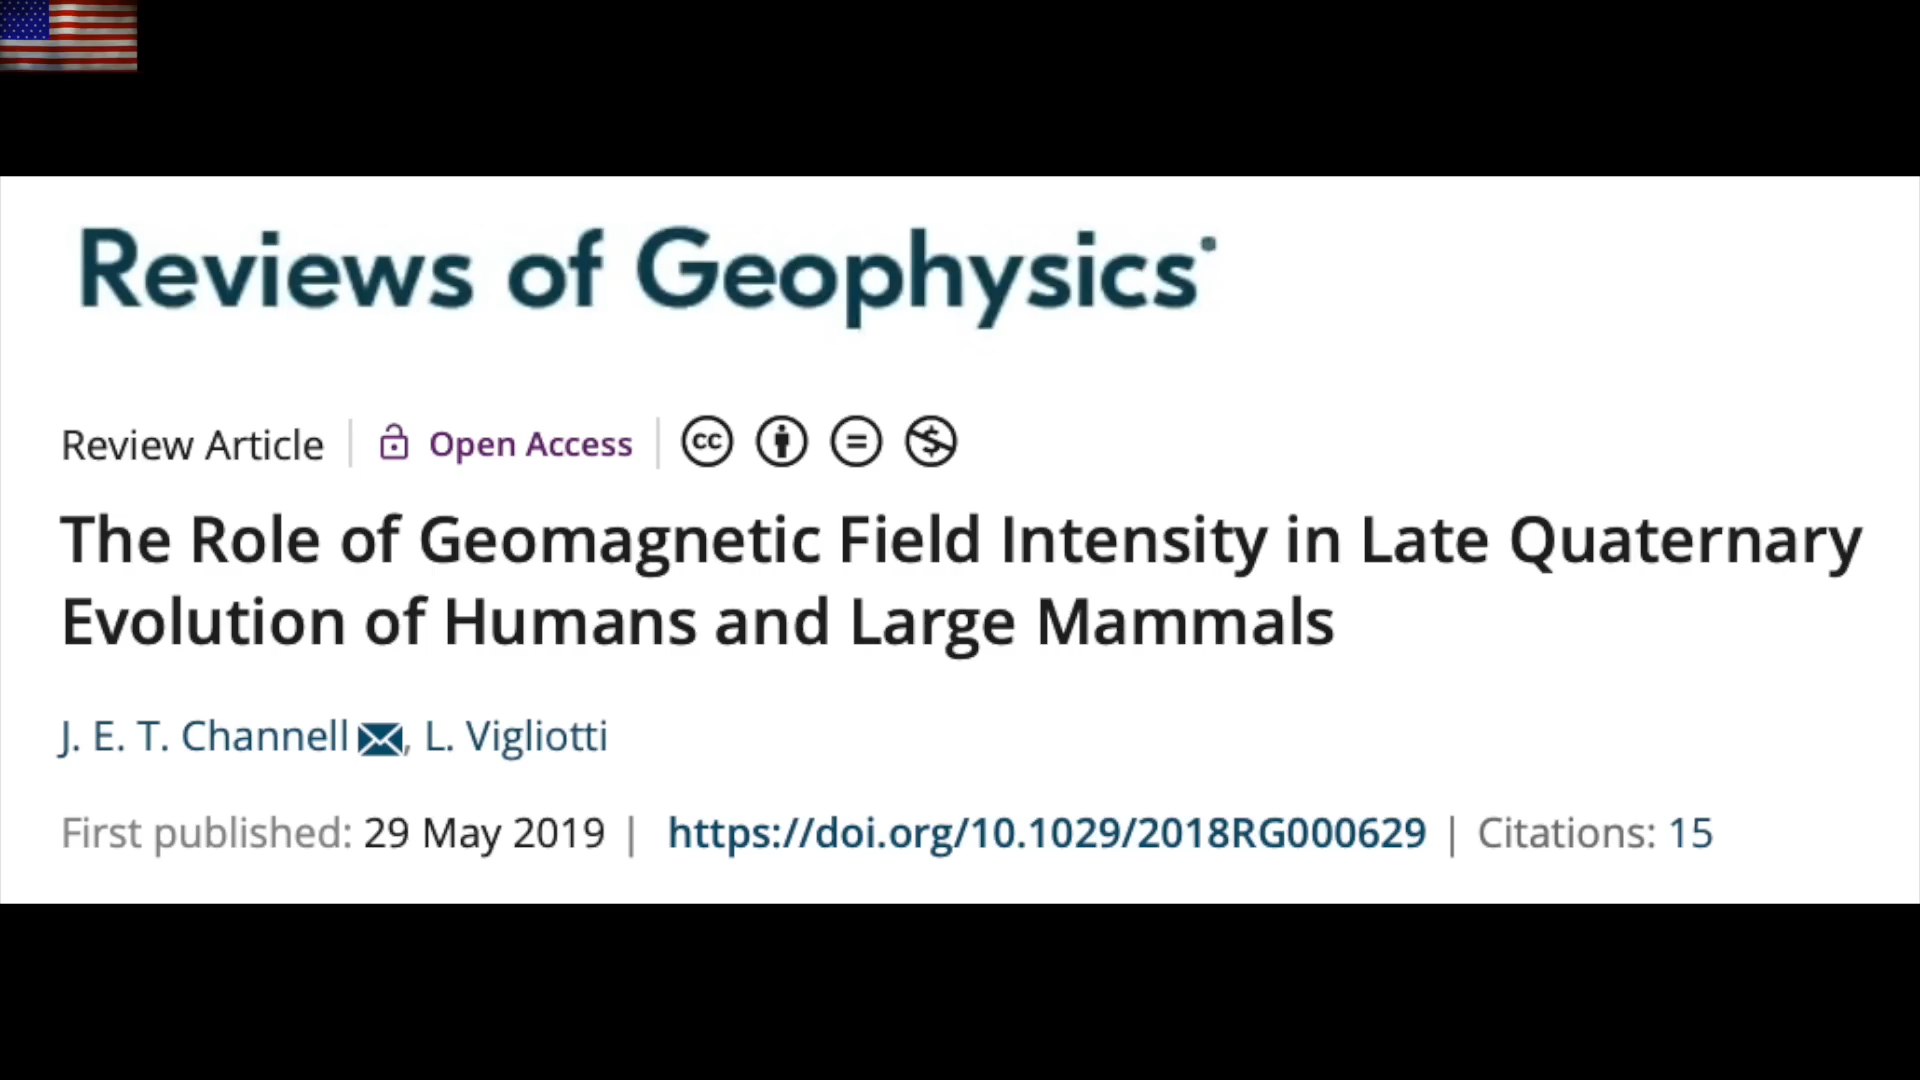 Reviews of Geophysics
Review Article | Open Access | cc
The Role of Geomagnetic Field Intensity in Late Quaternary
Evolution of Humans and Large Mammals
J. E. T. Channell, L. Vigliotti
First published: 29 May 2019 | https://doi.org/10.1029/2018RG000629 | Citations: 15